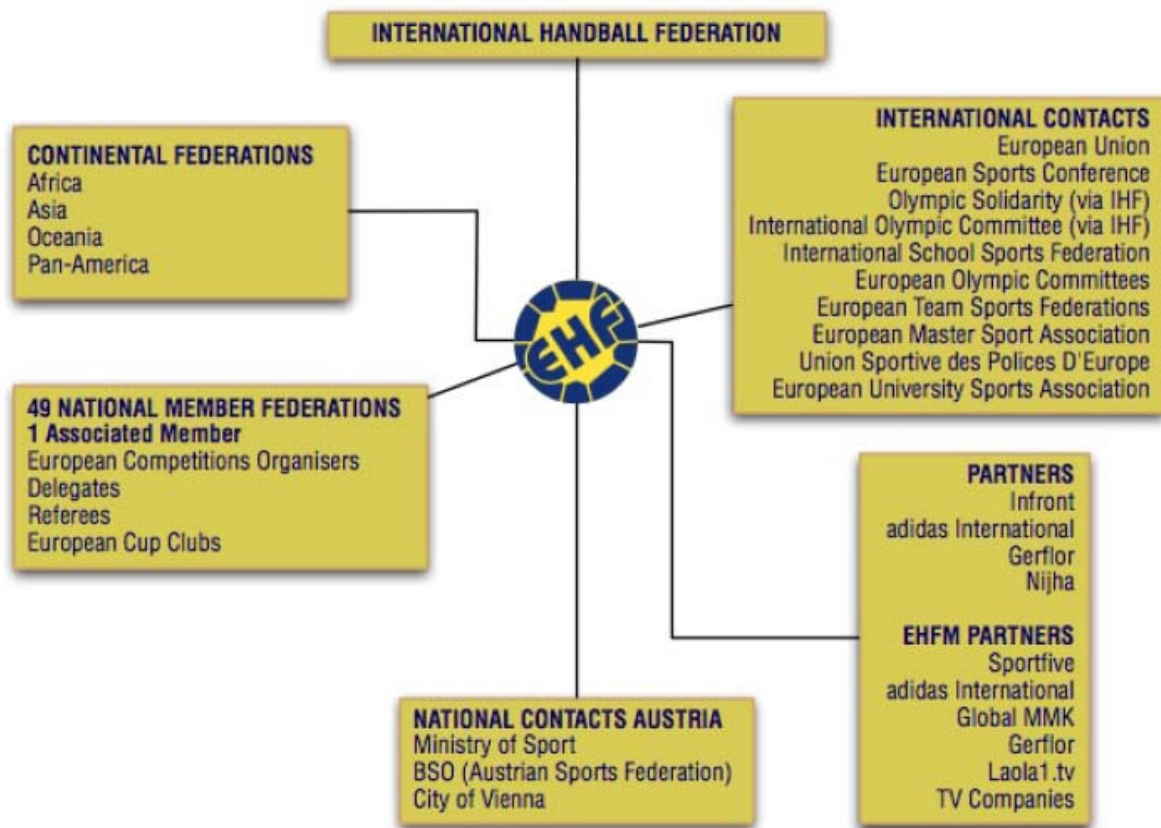 INTERNATIONAL HANDBALL FEDERATION
CONTINENTAL FEDERATIONS
Africa
Asia
Oceania
Pan-America
INTERNATIONAL CONTACTS
European Union
European Sports Conference
Olympic Solidarity (via IHF)
International Olympic Committee (via IHF)
International School Sports Federation
European Olympic Committees
European Team Sports Federations
European Master Sport Association
Union Sportive des Polices D'Europe
European University Sports Association
EHF
49 NATIONAL MEMBER FEDERATIONS
1 Associated Member
European Competitions Organisers
Delegates
Referees
European Cup Clubs
PARTNERS
Infront
adidas International
Gerflor
Nijha
EHFM PARTNERS
Sportfive
adidas International
Global MMK
Gerflor
Laola1.tv
TV Companies
NATIONAL CONTACTS AUSTRIA
Ministry of Sport
BSO (Austrian Sports Federation)
City of Vienna